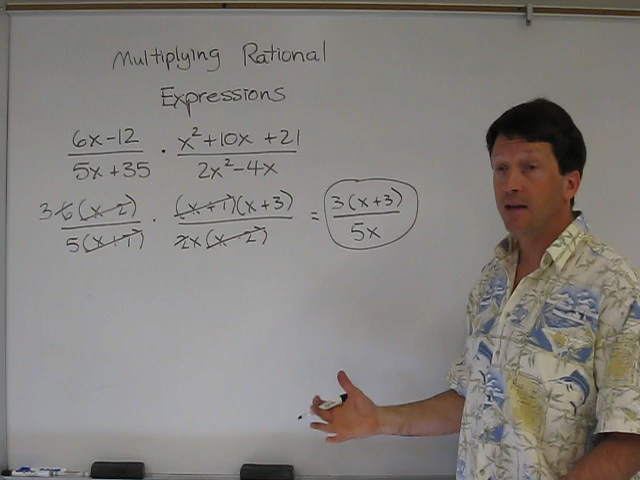 Multiplying Rational
Expressions
6x-12 / 5x+35 · x²+10x+21 / 2x²-4x
3 6(x-2) / 5(x+7) · (x+7)(x+3) / 2x(x-2) = 3(x+3) / 5x